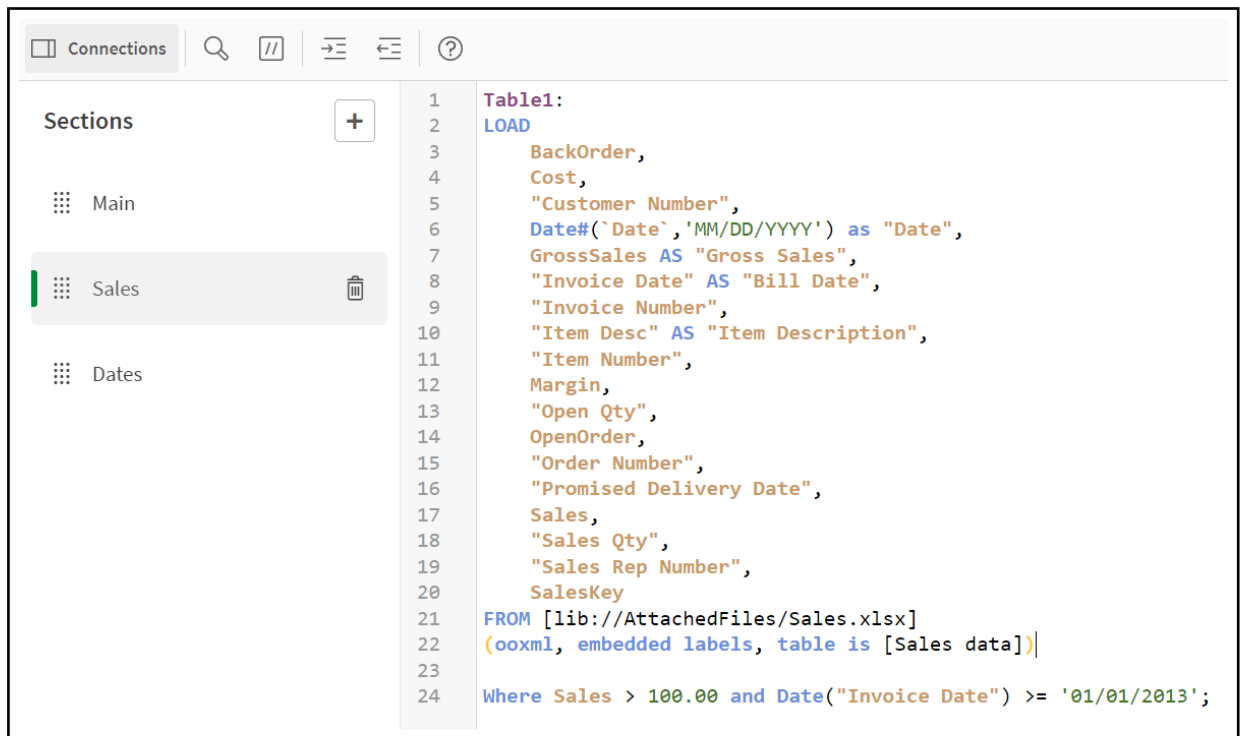 Connections
//
?
Sections
+
Main
Sales
Dates
1 Table1:
2 LOAD
3 BackOrder,
4 Cost,
5 "Customer Number",
6 Date#(`Date`,'MM/DD/YYYY') as "Date",
7 GrossSales AS "Gross Sales",
8 "Invoice Date" AS "Bill Date",
9 "Invoice Number",
10 "Item Desc" AS "Item Description",
11 "Item Number",
12 Margin,
13 "Open Qty",
14 OpenOrder,
15 "Order Number",
16 "Promised Delivery Date",
17 Sales,
18 "Sales Qty",
19 "Sales Rep Number",
20 SalesKey
21 FROM [lib://AttachedFiles/Sales.xlsx]
22 (ooxml, embedded labels, table is [Sales data])
23
24 Where Sales > 100.00 and Date("Invoice Date") >= '01/01/2013';